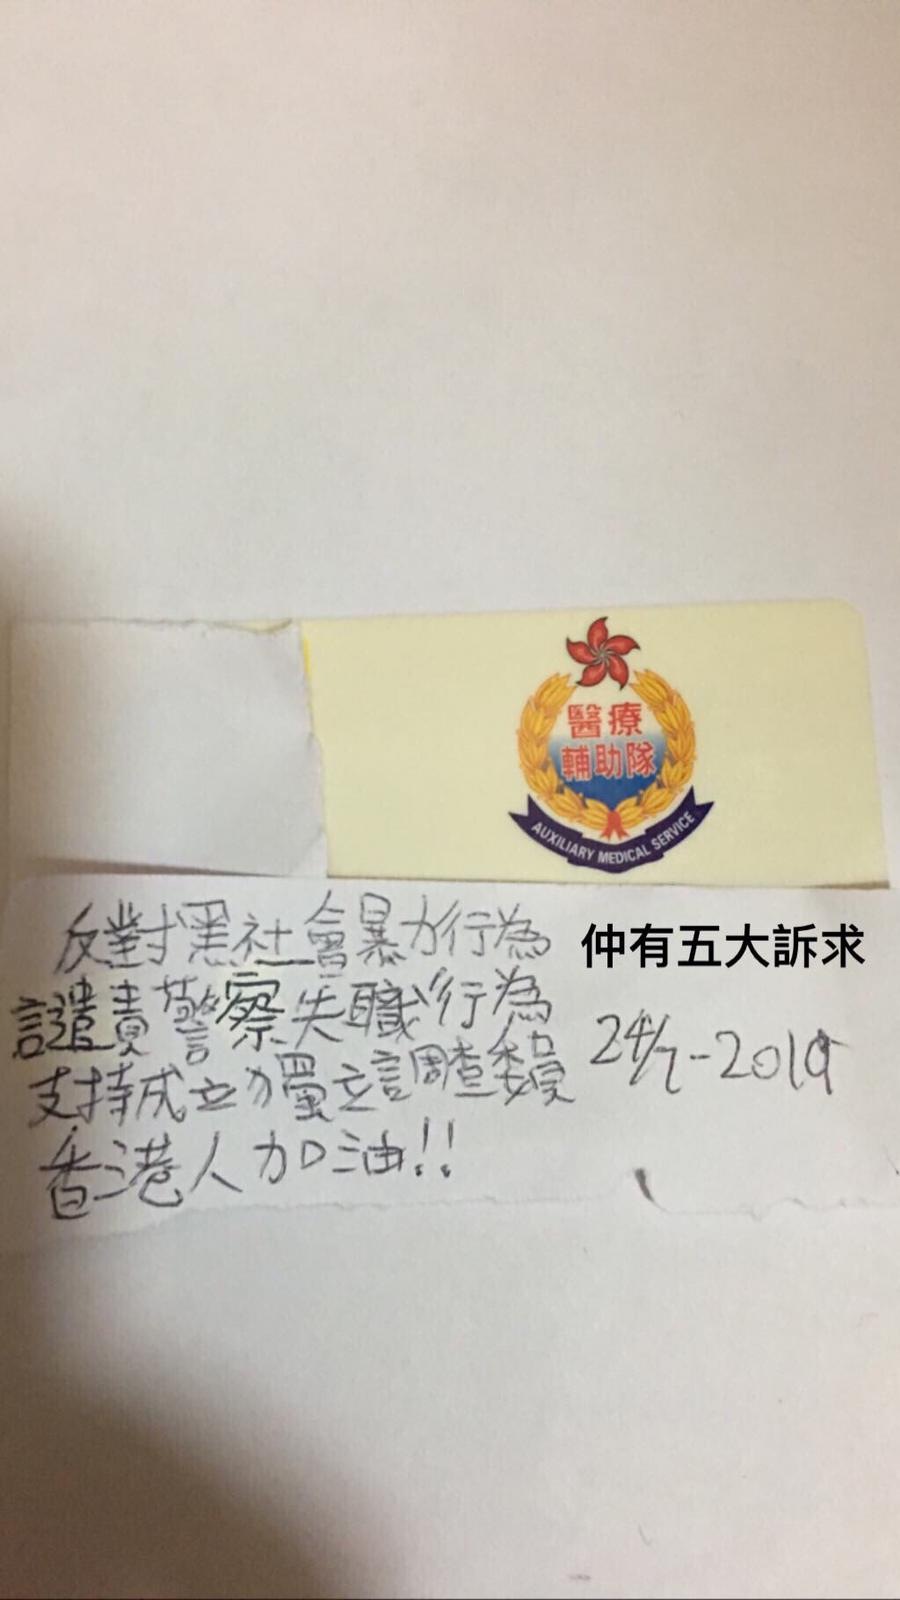 醫療
輔助隊
AUXILIARY MEDICAL SERVICE
反對黑社會暴力行為
仲有五大訴求
譴責警察失職行為
24/7-2019
支持成立獨立調查委員
香港人加油!!